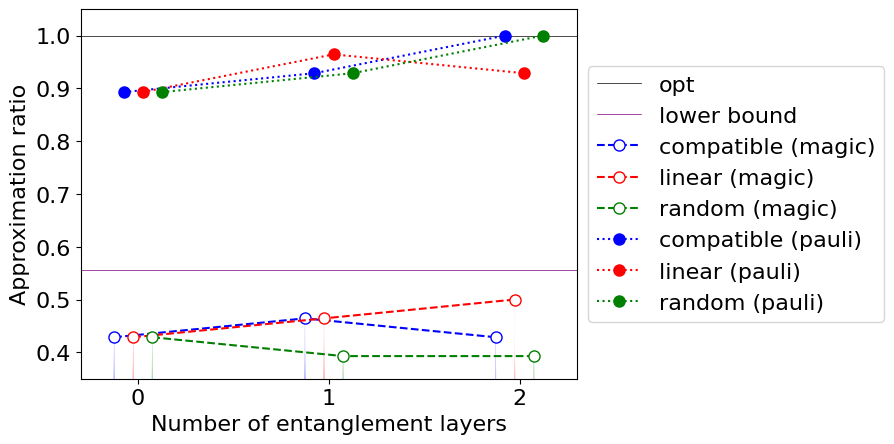 Approximation ratio
1.0
0.9
0.8
0.7
0.6
0.5
0.4
0 1 2
Number of entanglement layers
opt
lower bound
compatible (magic)
linear (magic)
random (magic)
compatible (pauli)
linear (pauli)
random (pauli)